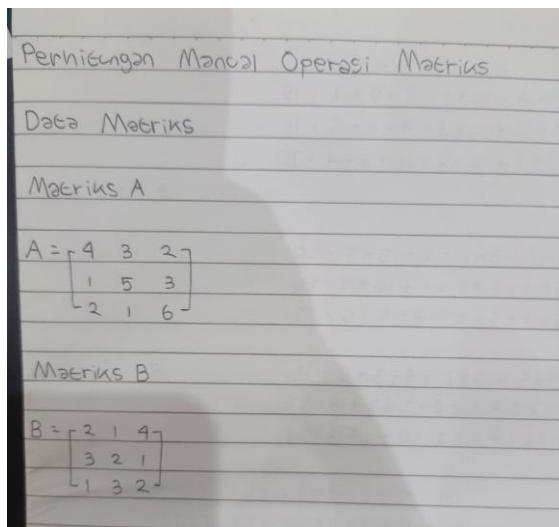 Perhitungan Manual Operasi Matriks
Data Matriks
Matriks A
A = [ 4 3 2
1 5 3
2 1 6 ]
Matriks B
B = [ 2 1 4
3 2 1
1 3 2 ]